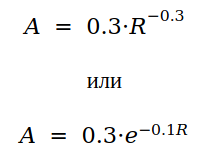 A = 0.3·R⁻⁰·³
или
A = 0.3·e⁻⁰·¹ᴿ